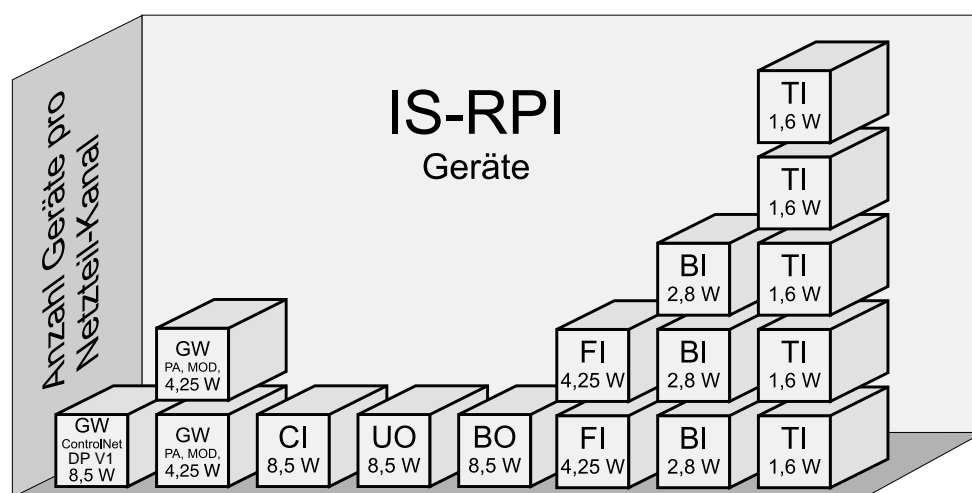 Anzahl Geräte pro
Netzteil-Kanal
IS-RPI
Geräte
TI
1,6 W
TI
1,6 W
BI
2,8 W
TI
1,6 W
GW
PA, MOD,
4,25 W
FI
4,25 W
BI
2,8 W
TI
1,6 W
GW
ControlNet
DP V1
8,5 W
GW
PA, MOD,
4,25 W
CI
8,5 W
UO
8,5 W
BO
8,5 W
FI
4,25 W
BI
2,8 W
TI
1,6 W